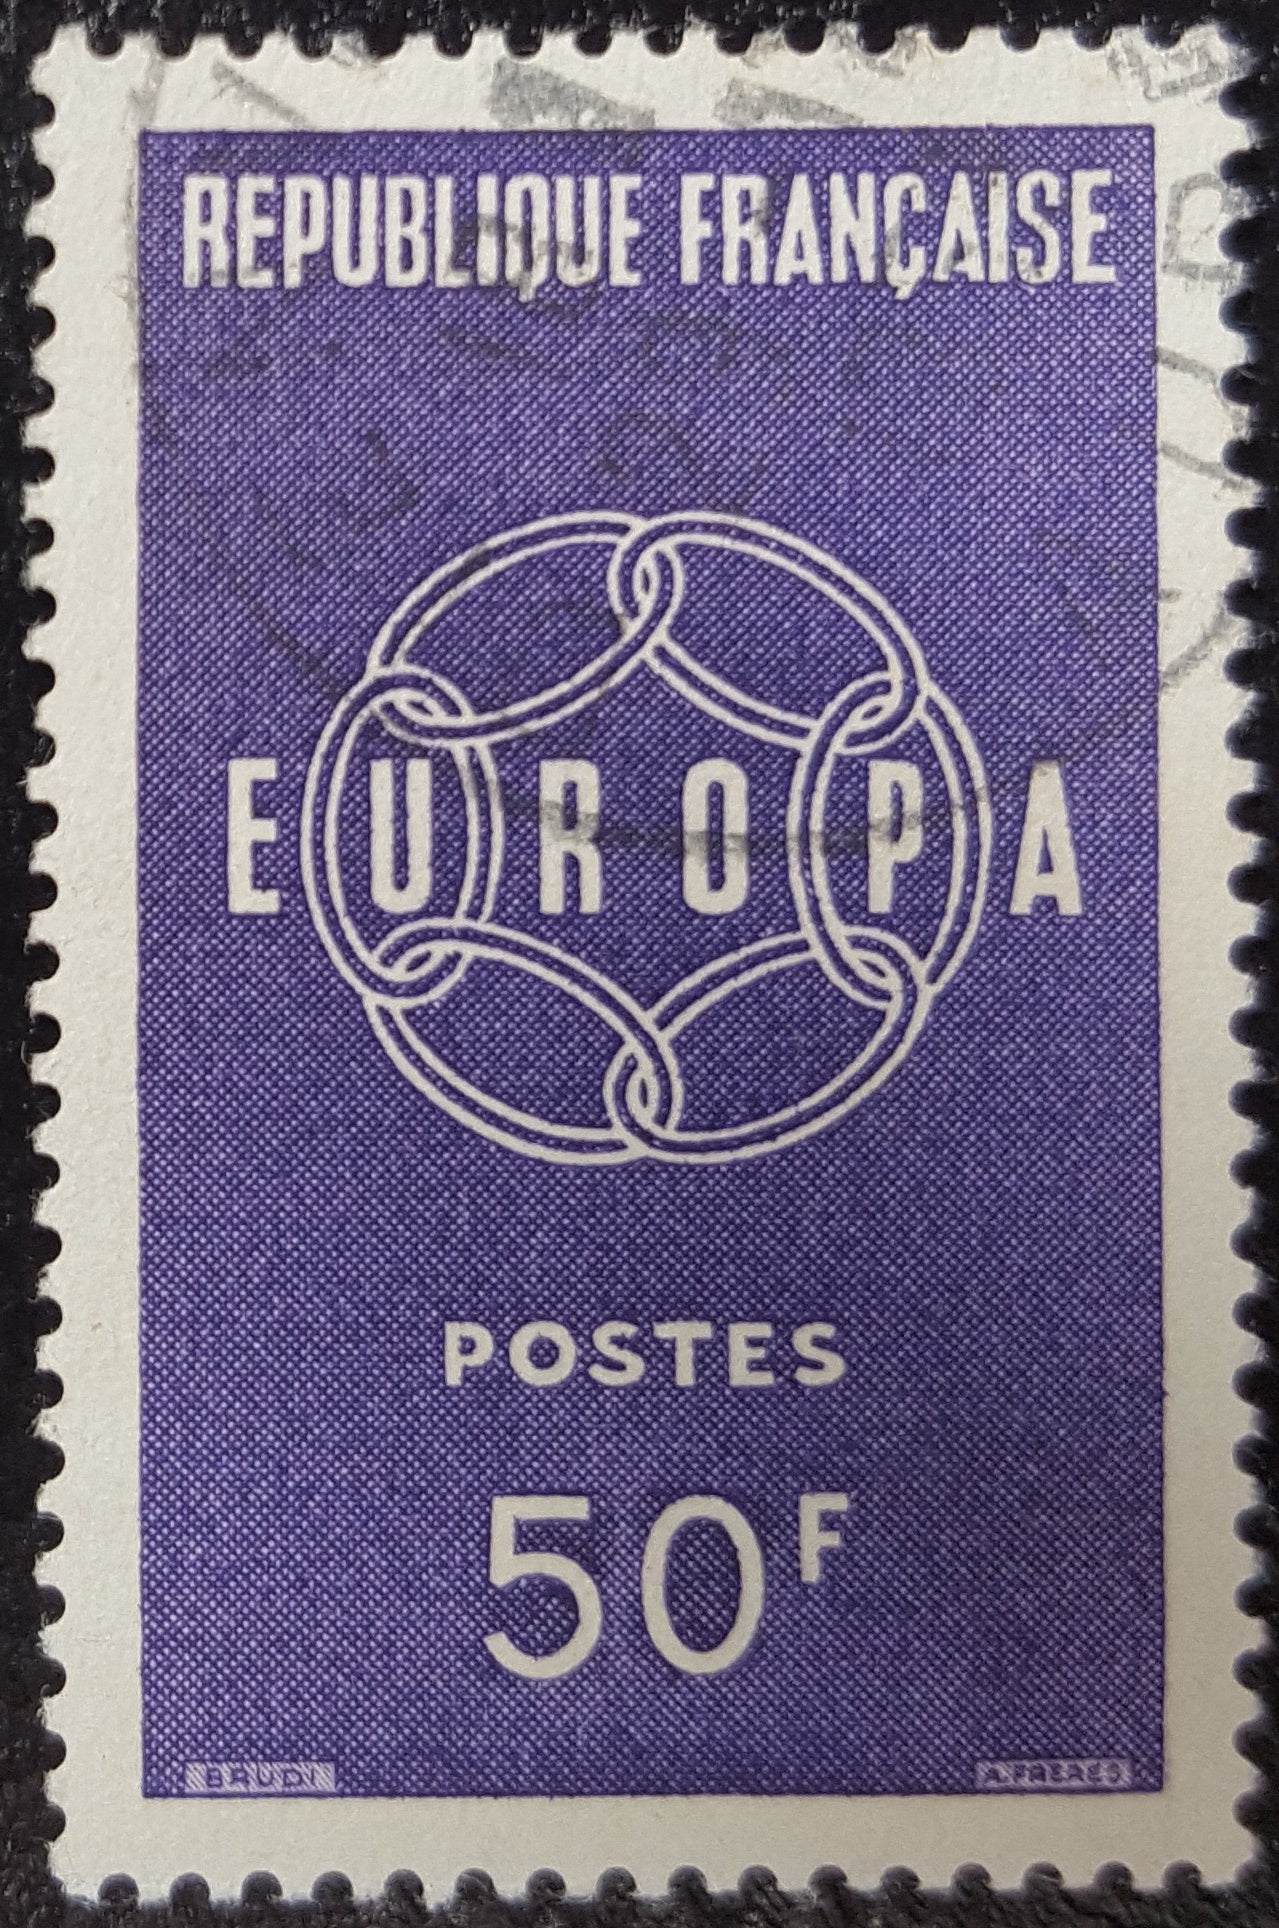 REPUBLIQUE FRANÇAISE
EUROPA
POSTES
50F